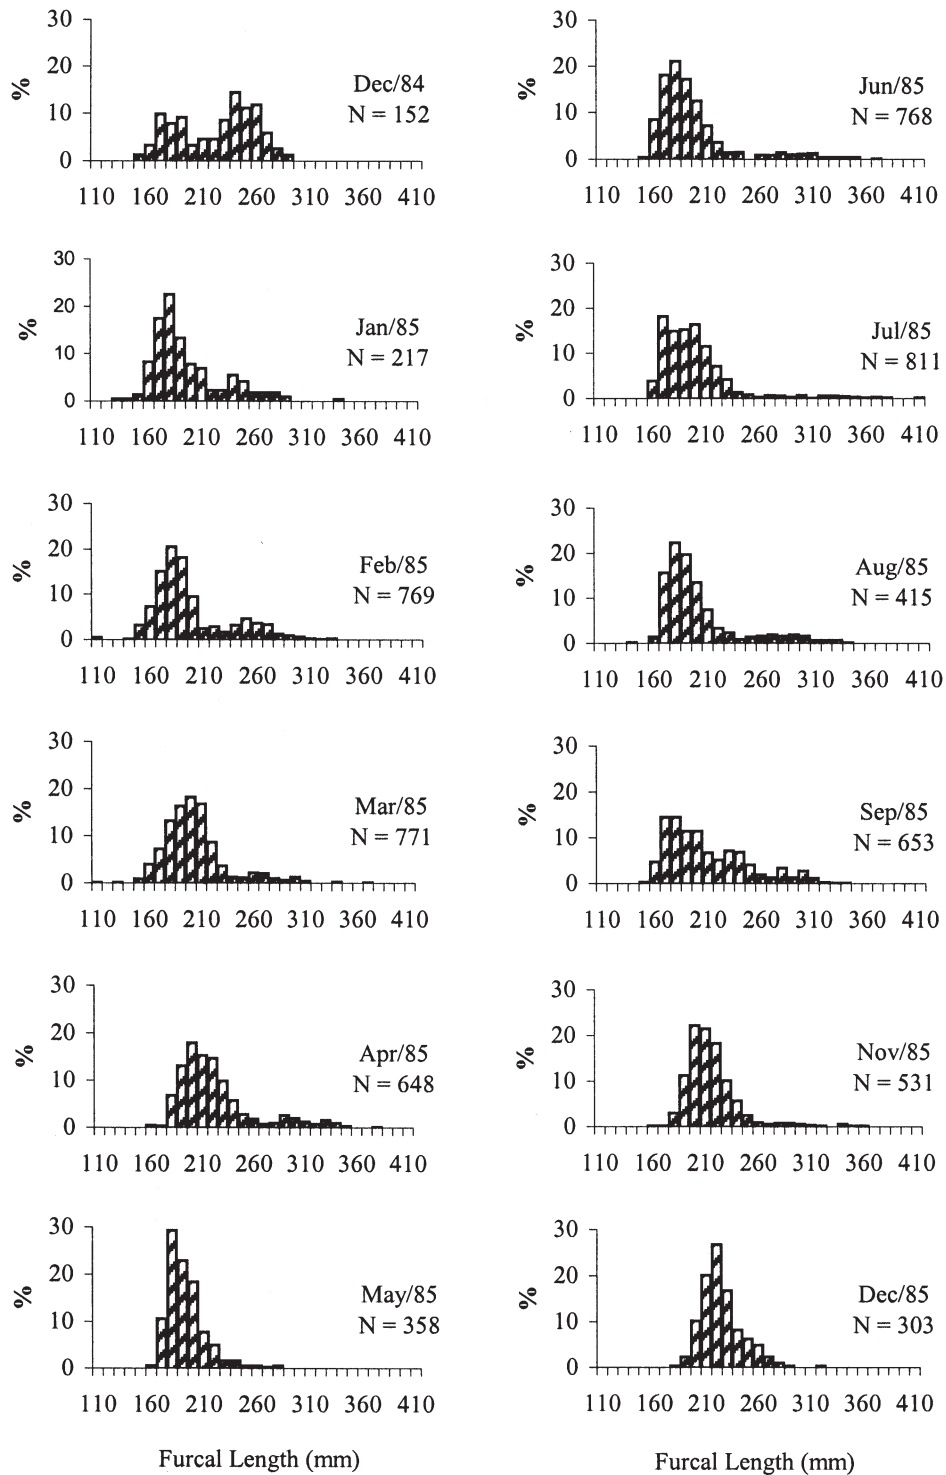 30
20
10
0
%
Dec/84
N = 152
110 160 210 260 310 360 410
30
20
10
0
%
Jan/85
N = 217
110 160 210 260 310 360 410
30
20
10
0
%
Feb/85
N = 769
110 160 210 260 310 360 410
30
20
10
0
%
Mar/85
N = 771
110 160 210 260 310 360 410
30
20
10
0
%
Apr/85
N = 648
110 160 210 260 310 360 410
30
20
10
0
%
May/85
N = 358
110 160 210 260 310 360 410
Furcal Length (mm)
30
20
10
0
%
Jun/85
N = 768
110 160 210 260 310 360 410
30
20
10
0
%
Jul/85
N = 811
110 160 210 260 310 360 410
30
20
10
0
%
Aug/85
N = 415
110 160 210 260 310 360 410
30
20
10
0
%
Sep/85
N = 653
110 160 210 260 310 360 410
30
20
10
0
%
Nov/85
N = 531
110 160 210 260 310 360 410
30
20
10
0
%
Dec/85
N = 303
110 160 210 260 310 360 410
Furcal Length (mm)